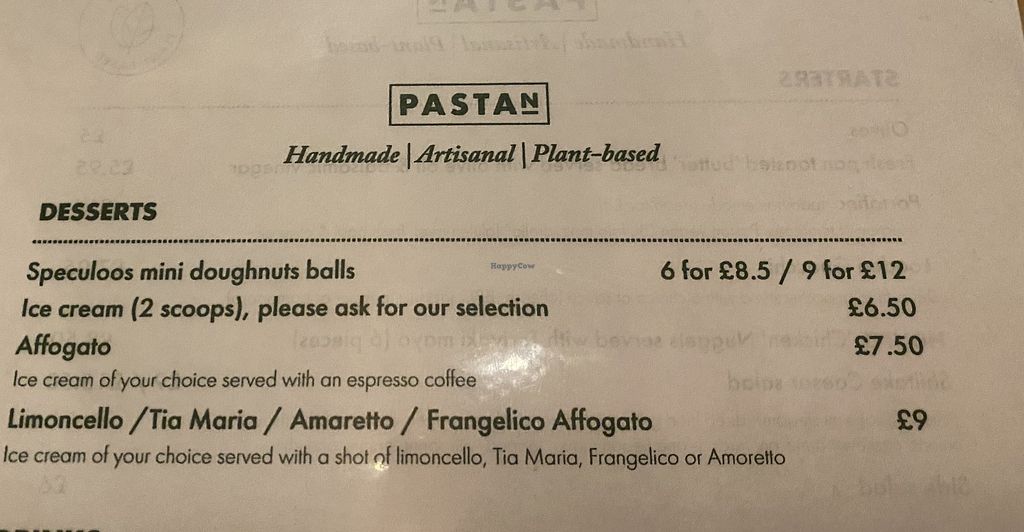 PASTAN
Handmade | Artisanal | Plant-based
DESSERTS
Speculoos mini doughnuts balls 6 for £8.5 / 9 for £12
HappyCow
Ice cream (2 scoops), please ask for our selection £6.50
Affogato £7.50
Ice cream of your choice served with an espresso coffee
Limoncello /Tia Maria / Amaretto / Frangelico Affogato £9
Ice cream of your choice served with a shot of limoncello, Tia Maria, Frangelico or Amoretto